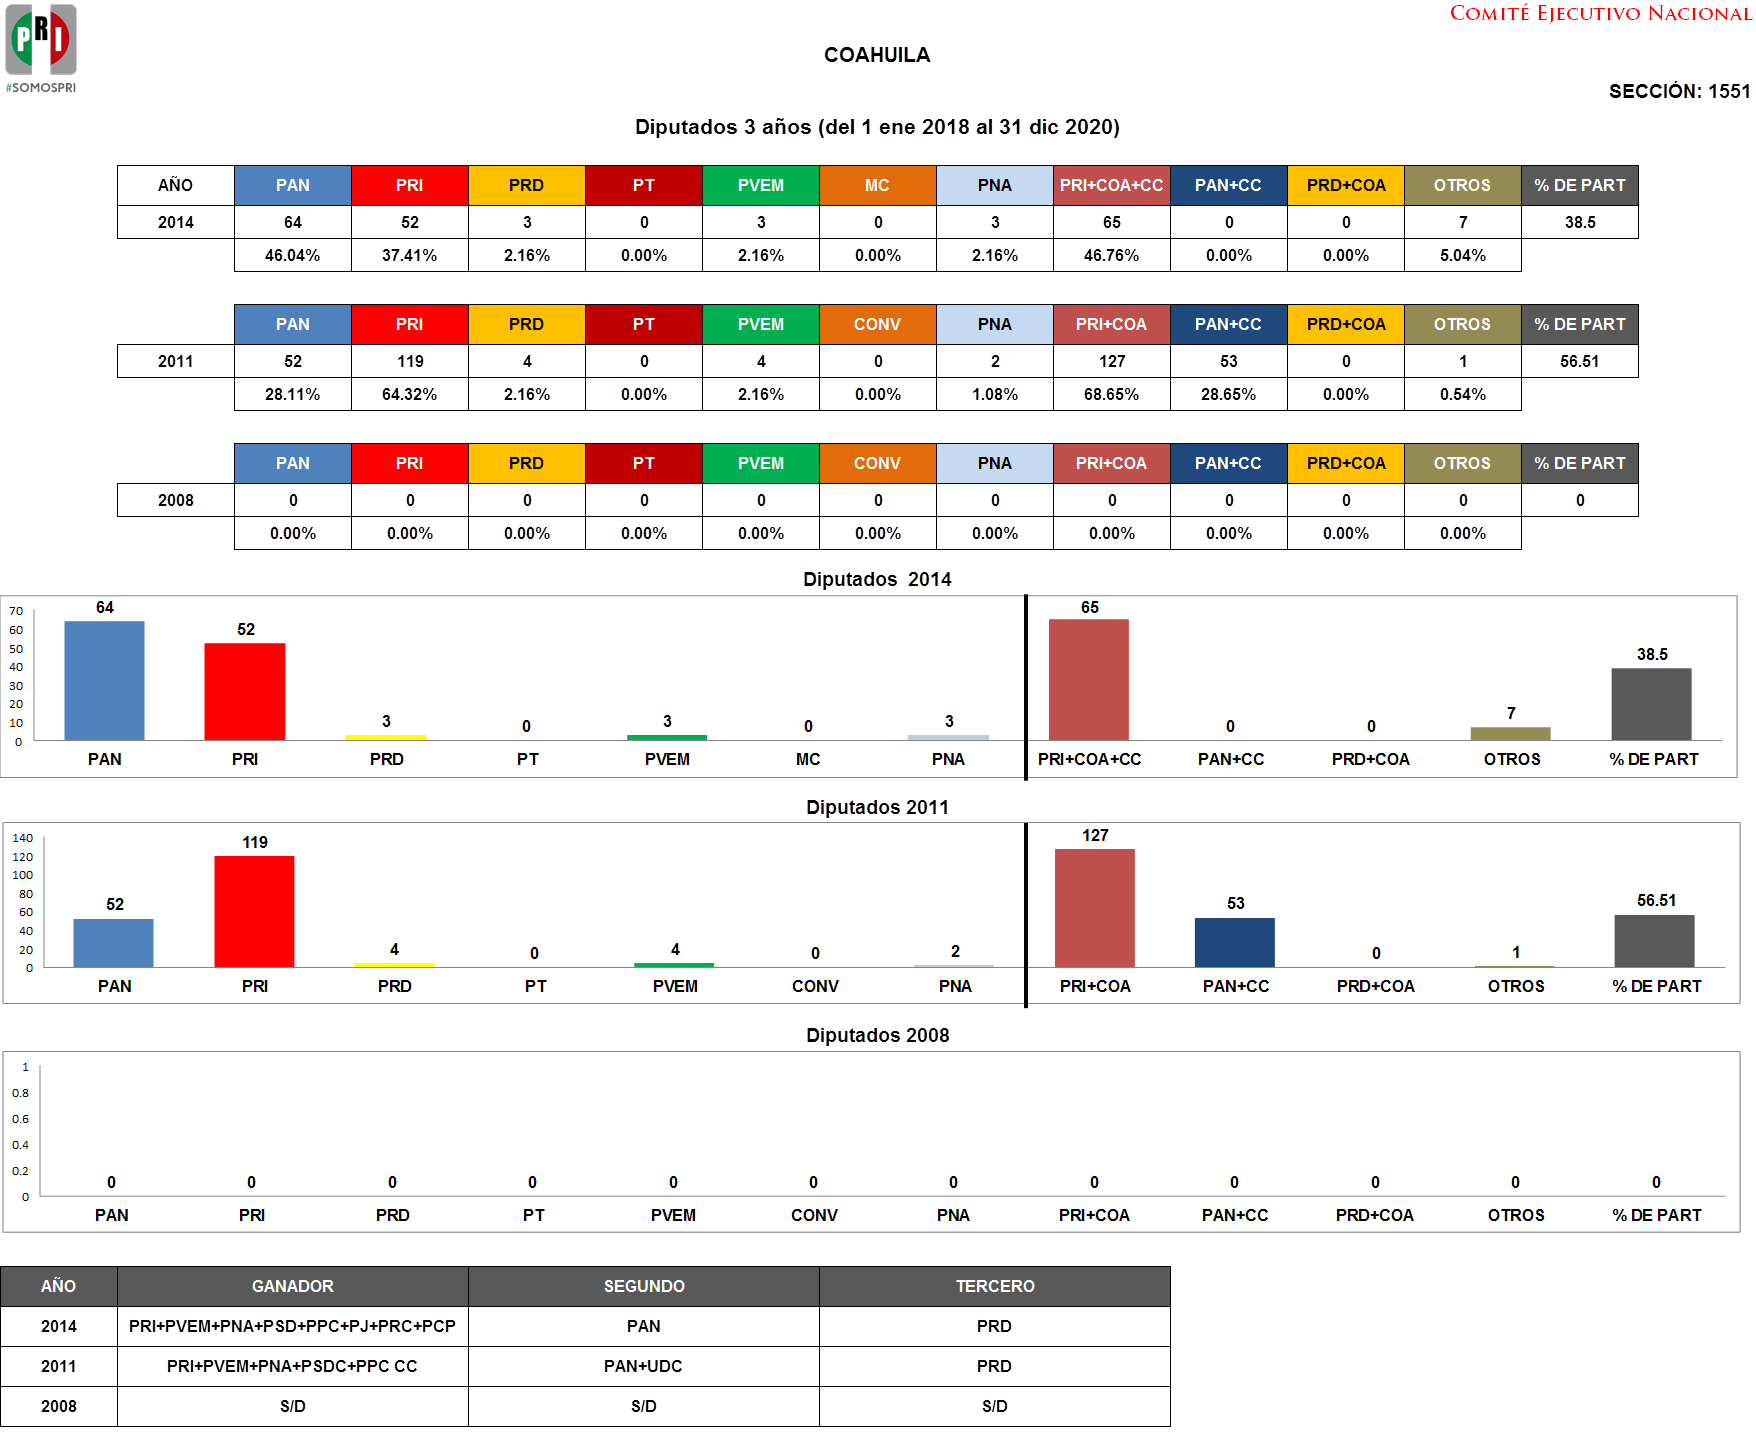 PRI
#SOMOSPRI
COMITÉ EJECUTIVO NACIONAL
COAHUILA
SECCIÓN: 1551
Diputados 3 años (del 1 ene 2018 al 31 dic 2020)
AÑO PAN PRI PRD PT PVEM MC PNA PRI+COA+CC PAN+CC PRD+COA OTROS % DE PART
2014 64 52 3 0 3 0 3 65 0 0 7 38.5
46.04% 37.41% 2.16% 0.00% 2.16% 0.00% 2.16% 46.76% 0.00% 0.00% 5.04%
PAN PRI PRD PT PVEM CONV PNA PRI+COA PAN+CC PRD+COA OTROS % DE PART
2011 52 119 4 0 4 0 2 127 53 0 1 56.51
28.11% 64.32% 2.16% 0.00% 2.16% 0.00% 1.08% 68.65% 28.65% 0.00% 0.54%
PAN PRI PRD PT PVEM CONV PNA PRI+COA PAN+CC PRD+COA OTROS % DE PART
2008 0 0 0 0 0 0 0 0 0 0 0 0
0.00% 0.00% 0.00% 0.00% 0.00% 0.00% 0.00% 0.00% 0.00% 0.00% 0.00%
Diputados 2014
70
60
50
40
30
20
10
0
64 52 3 0 3 0 3 65 0 0 7 38.5
PAN PRI PRD PT PVEM MC PNA PRI+COA+CC PAN+CC PRD+COA OTROS % DE PART
Diputados 2011
140
120
100
80
60
40
20
0
52 119 4 0 4 0 2 127 53 0 1 56.51
PAN PRI PRD PT PVEM CONV PNA PRI+COA PAN+CC PRD+COA OTROS % DE PART
Diputados 2008
1
0.8
0.6
0.4
0.2
0
0 0 0 0 0 0 0 0 0 0 0 0
PAN PRI PRD PT PVEM CONV PNA PRI+COA PAN+CC PRD+COA OTROS % DE PART
AÑO GANADOR SEGUNDO TERCERO
2014 PRI+PVEM+PNA+PSD+PPC+PJ+PRC+PCP PAN PRD
2011 PRI+PVEM+PNA+PSDC+PPC CC PAN+UDC PRD
2008 S/D S/D S/D